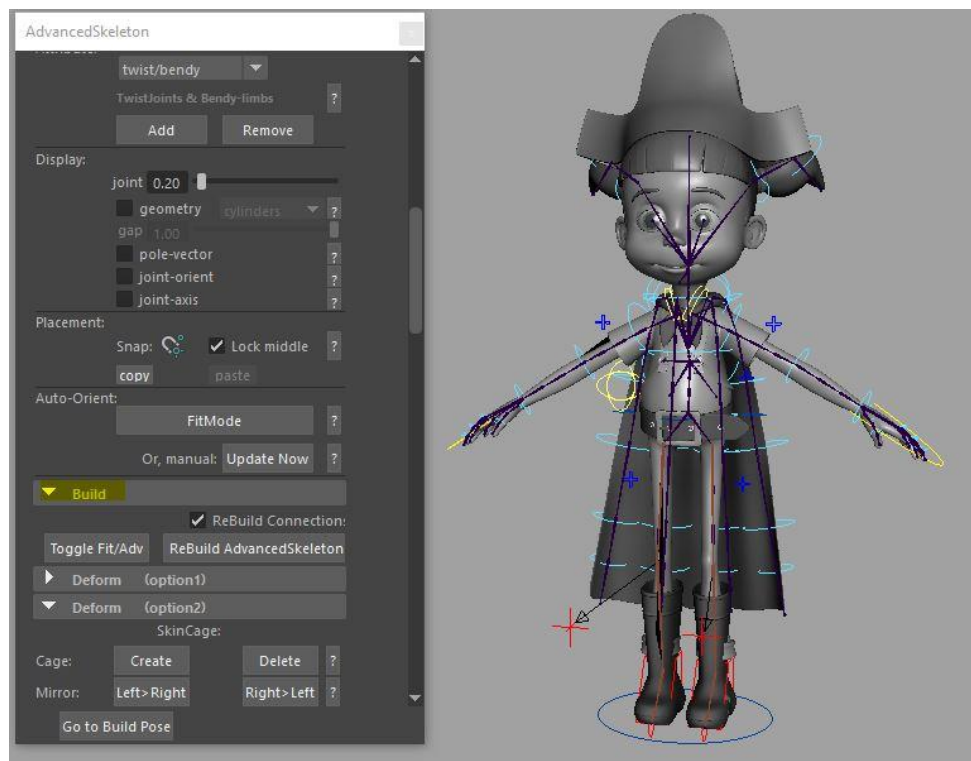 AdvancedSkeleton
twist/bendy
TwistJoints & Bendy-limbs ?
Add Remove
Display:
joint 0.20
geometry cylinders ?
gap 1.00
pole-vector ?
joint-orient ?
joint-axis ?
Placement:
Snap: Lock middle ?
copy paste
Auto-Orient:
FitMode ?
Or, manual: Update Now ?
Build
ReBuild Connection
Toggle Fit/Adv ReBuild AdvancedSkeleton
Deform (option1)
Deform (option2)
SkinCage:
Cage: Create Delete ?
Mirror: Left>Right Right>Left ?
Go to Build Pose